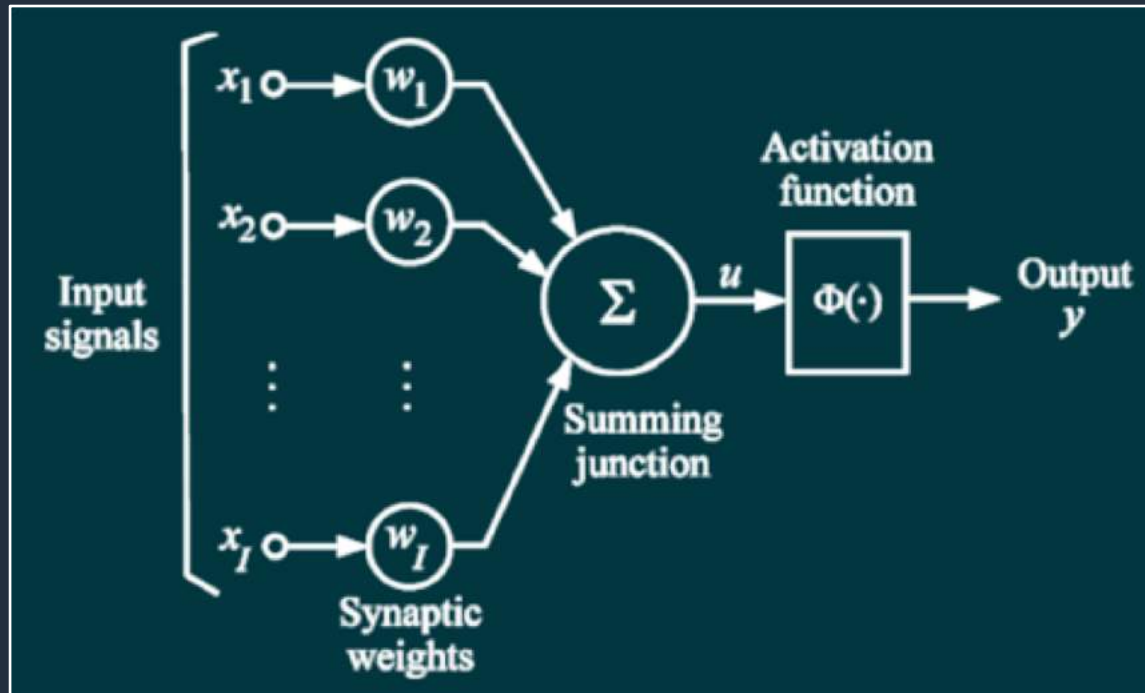 x1
w1
Activation
function
x2
w2
Input
signals
Σ
u
Φ(·)
Output
y
⋮
⋮
Summing
junction
xI
wI
Synaptic
weights